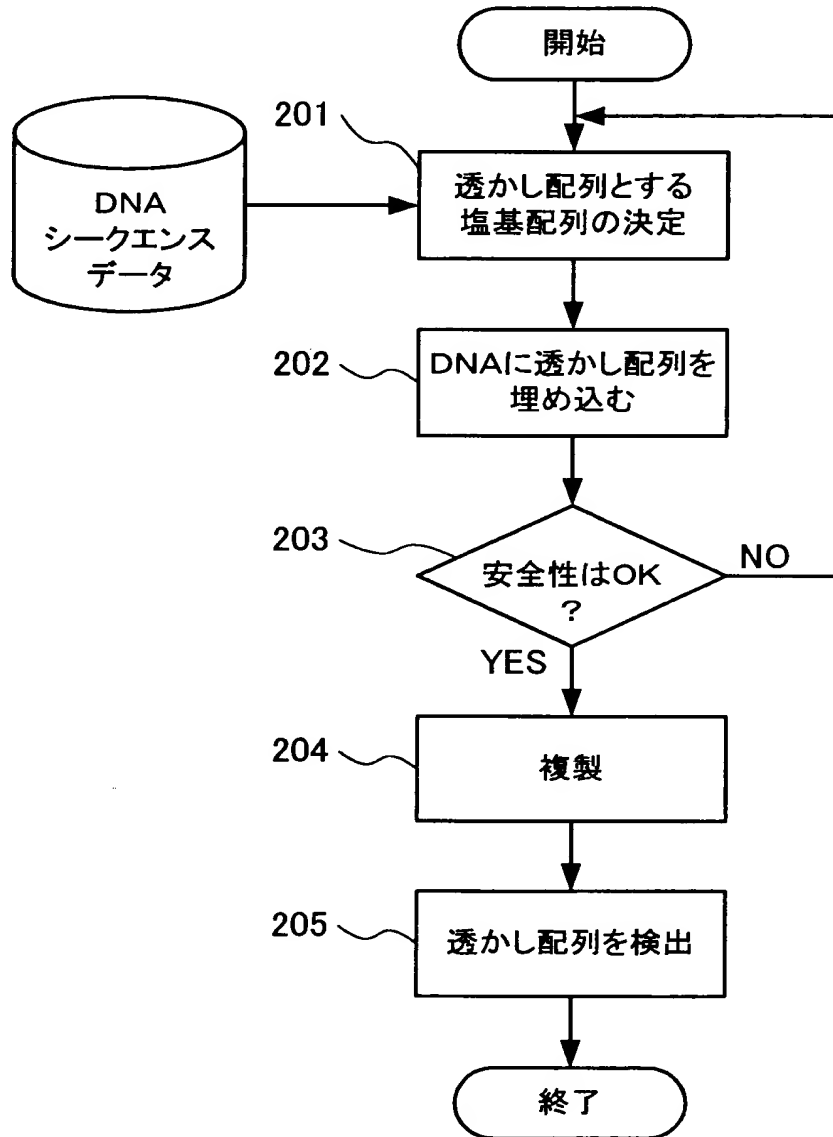 開始
201
DNA
シークエンス
データ
透かし配列とする
塩基配列の決定
202
DNAに透かし配列を
埋め込む
203
安全性はOK
?
NO
YES
204
複製
205
透かし配列を検出
終了